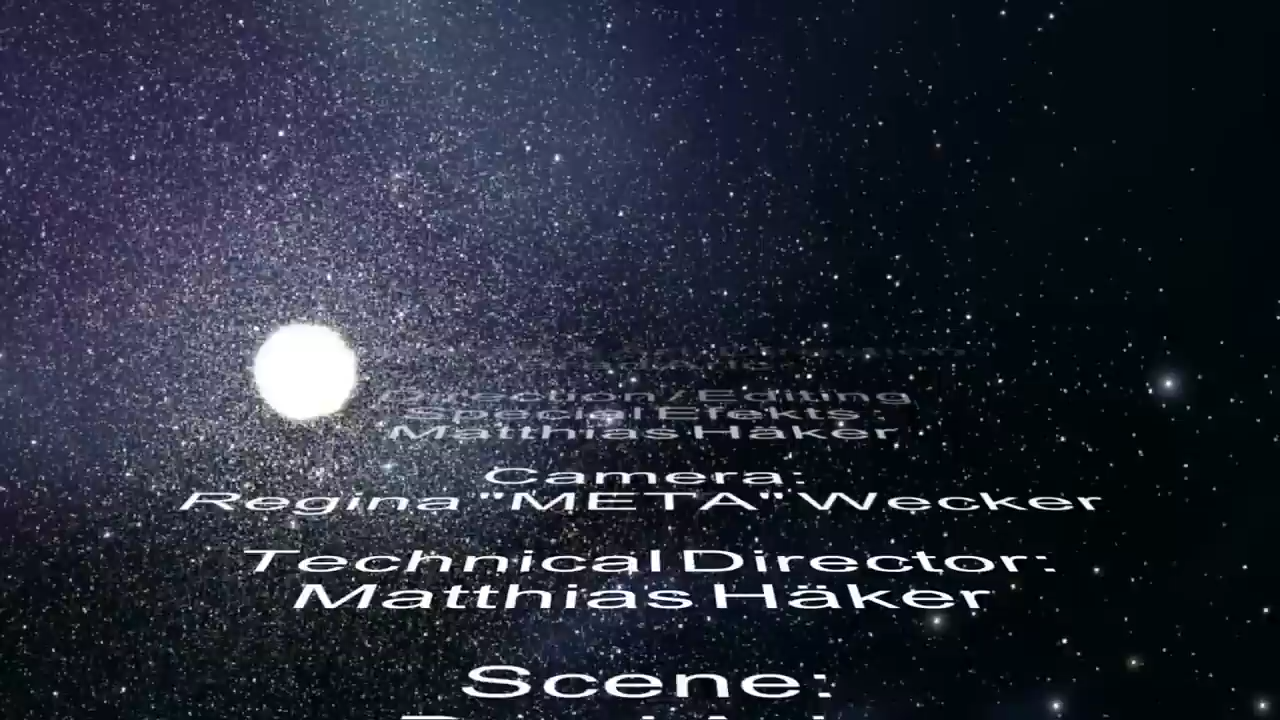 Direction/Editing
Special Efekts:
Matthias Häker
Camera:
Regina "META" Wecker
Technical Director:
Matthias Häker
Scene: